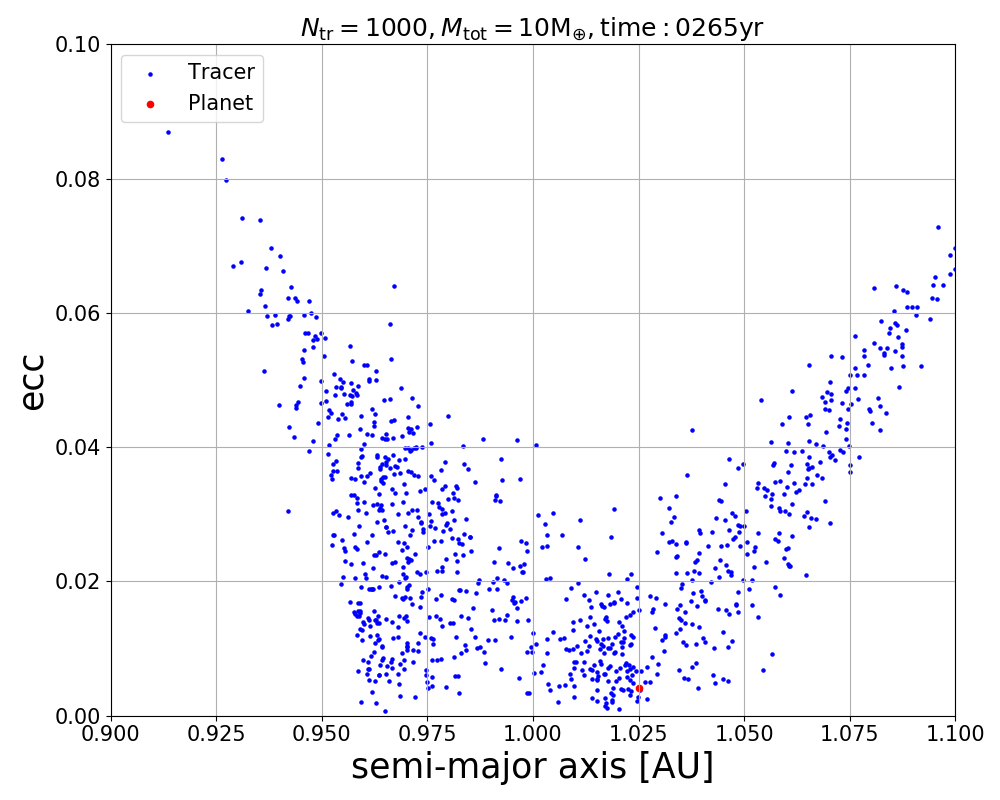 N_tr = 1000, M_tot = 10M_⊕, time : 0265yr
Tracer
Planet
ecc
0.10
0.08
0.06
0.04
0.02
0.00
0.900 0.925 0.950 0.975 1.000 1.025 1.050 1.075 1.100
semi-major axis [AU]